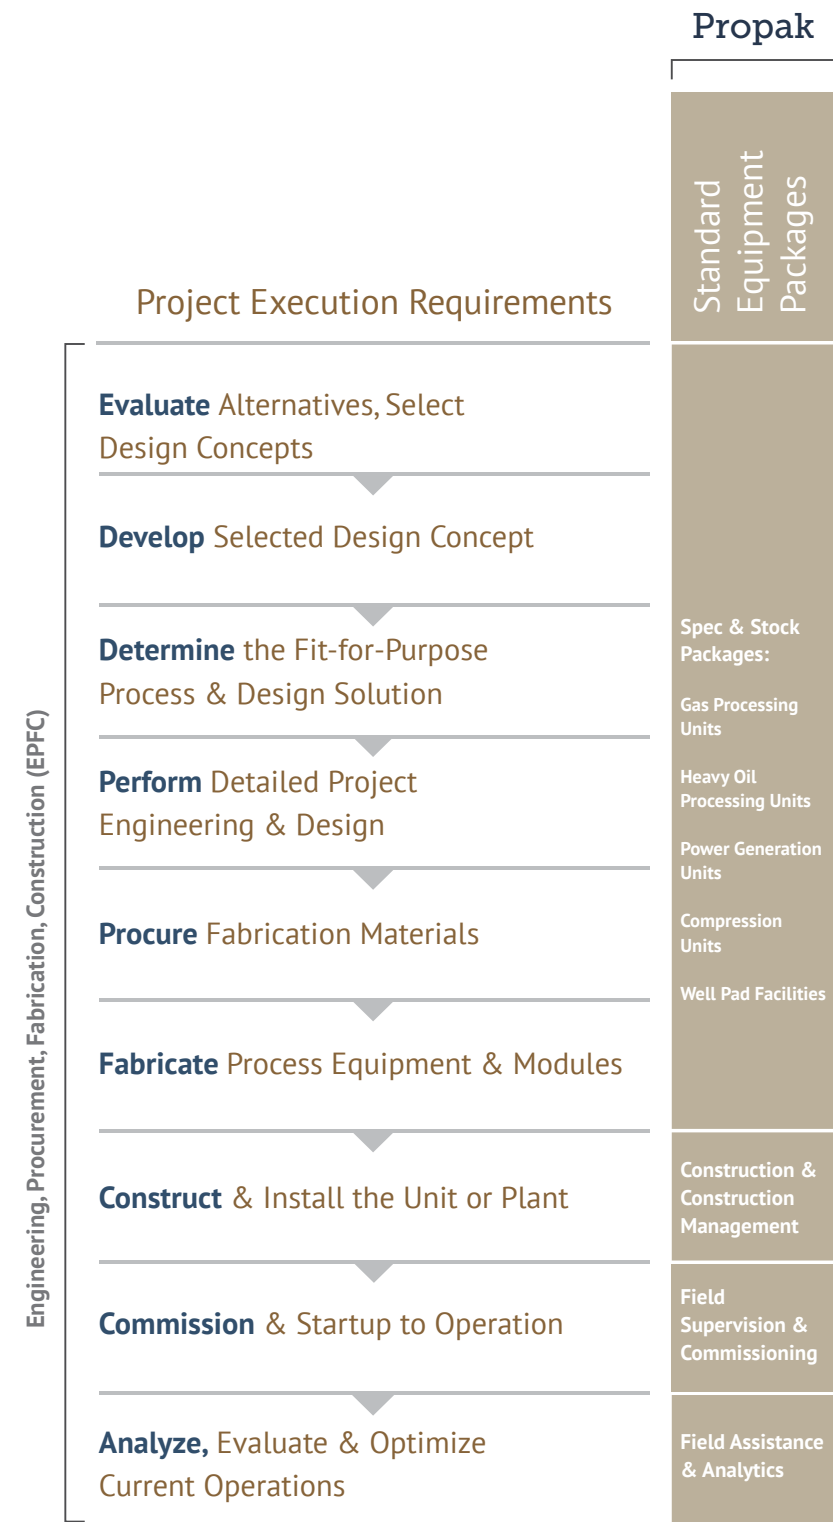 Propak
Standard
Equipment
Packages
Project Execution Requirements
Engineering, Procurement, Fabrication, Construction (EPFC)
Evaluate Alternatives, Select
Design Concepts
Develop Selected Design Concept
Determine the Fit-for-Purpose
Process & Design Solution
Perform Detailed Project
Engineering & Design
Procure Fabrication Materials
Fabricate Process Equipment & Modules
Construct & Install the Unit or Plant
Commission & Startup to Operation
Analyze, Evaluate & Optimize
Current Operations
Spec & Stock
Packages:
Gas Processing
Units
Heavy Oil
Processing Units
Power Generation
Units
Compression
Units
Well Pad Facilities
Construction &
Construction
Management
Field
Supervision &
Commissioning
Field Assistance
& Analytics